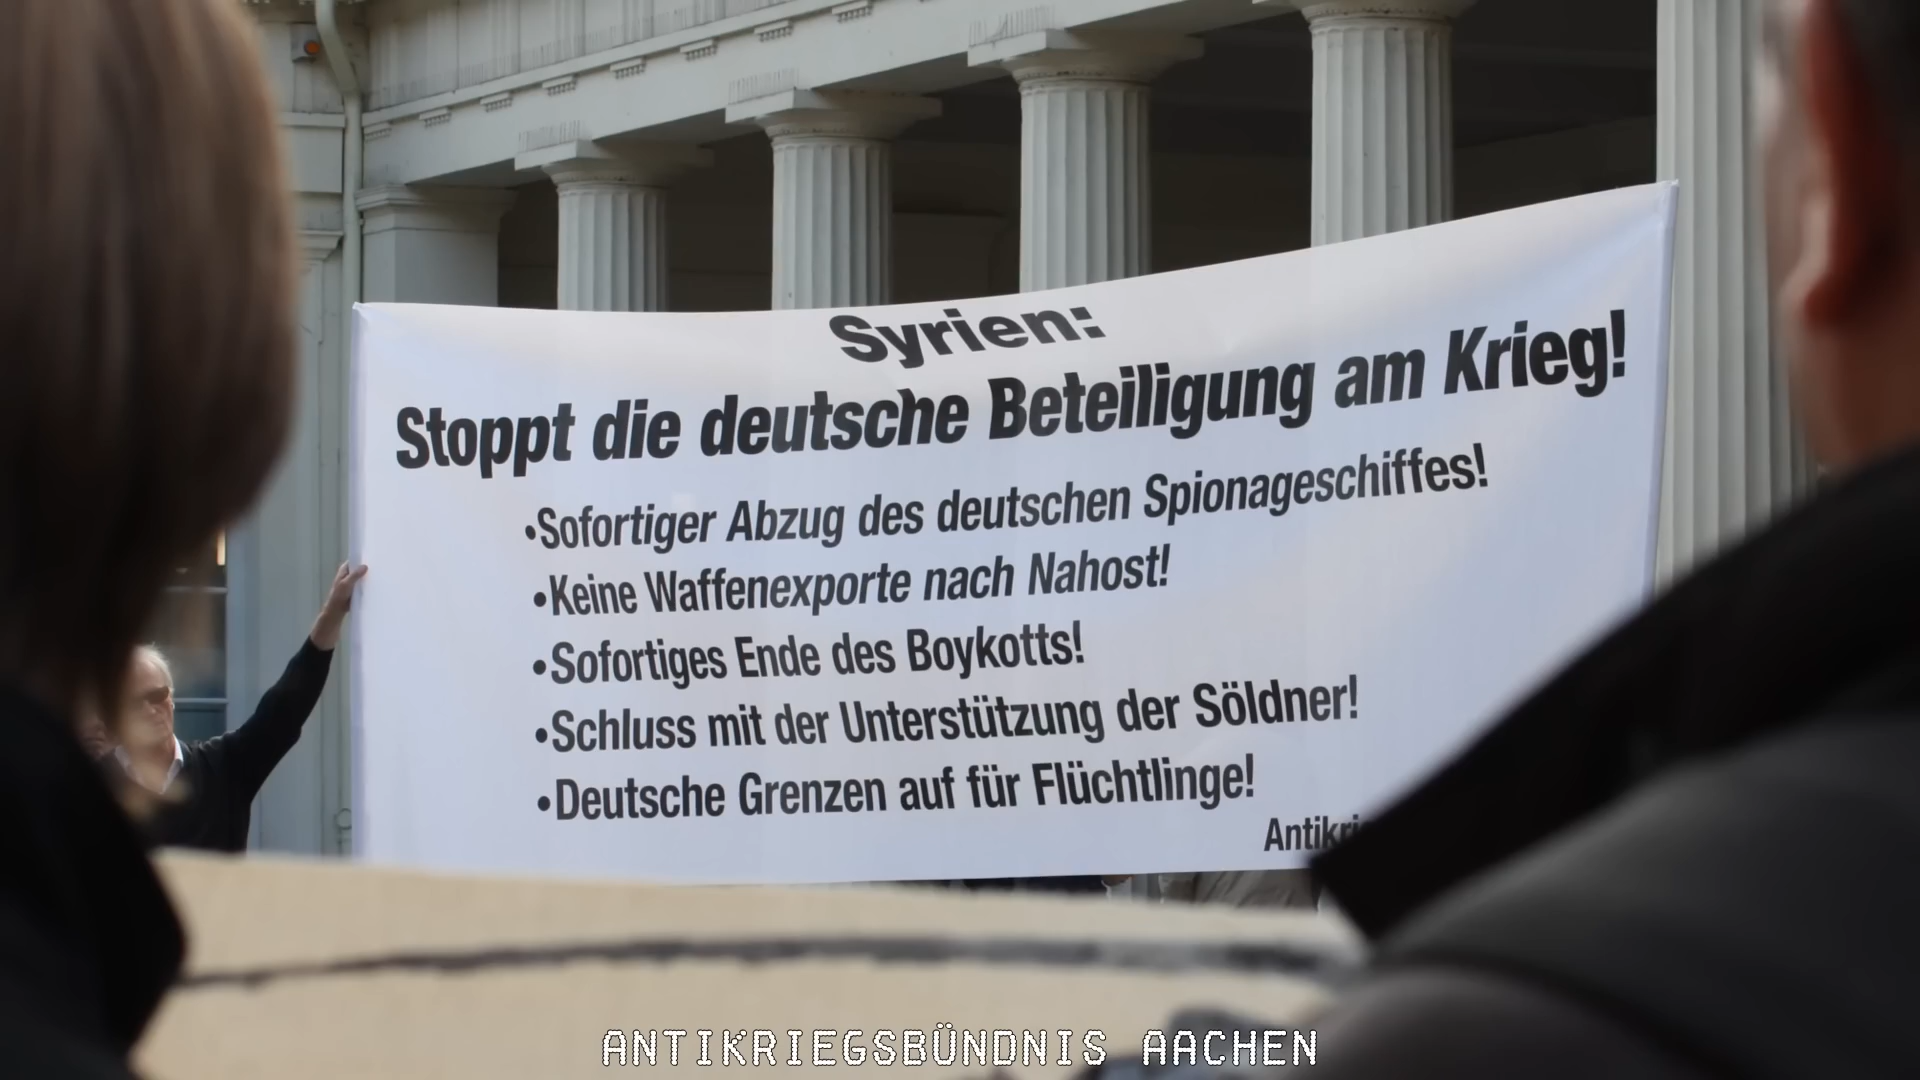 Syrien:
Stoppt die deutsche Beteiligung am Krieg!
•Sofortiger Abzug des deutschen Spionageschiffes!
•Keine Waffenexporte nach Nahost!
•Sofortiges Ende des Boykotts!
•Schluss mit der Unterstützung der Söldner!
•Deutsche Grenzen auf für Flüchtlinge!
ANTIKRIEGSBÜNDNIS AACHEN